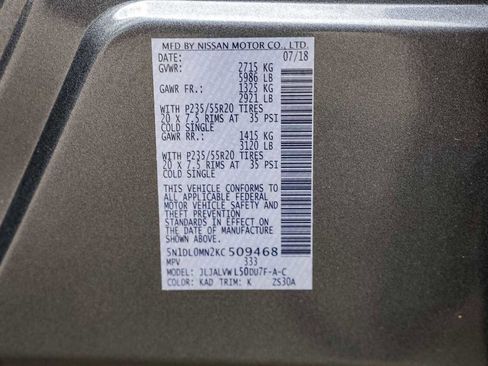 MFD BY NISSAN MOTOR CO., LTD.
DATE: 07/18
GVWR: 2715 KG
5986 LB
GAWR FR.: 1325 KG
2921 LB
WITH P235/55R20 TIRES
20 x 7.5 RIMS AT 35 PSI
COLD SINGLE
GAWR RR.: 1415 KG
3120 LB
WITH P235/55R20 TIRES
20 x 7.5 RIMS AT 35 PSI
COLD SINGLE
THIS VEHICLE CONFORMS TO
ALL APPLICABLE FEDERAL
MOTOR VEHICLE SAFETY AND
THEFT PREVENTION
STANDARDS IN EFFECT ON
THE DATE OF MANUFACTURE
SHOWN ABOVE.
5N1DL0MN2KC509468
MPV 333
MODEL: JLJALVWL50DU7F-A-C
COLOR: KAD TRIM: K 2S30A